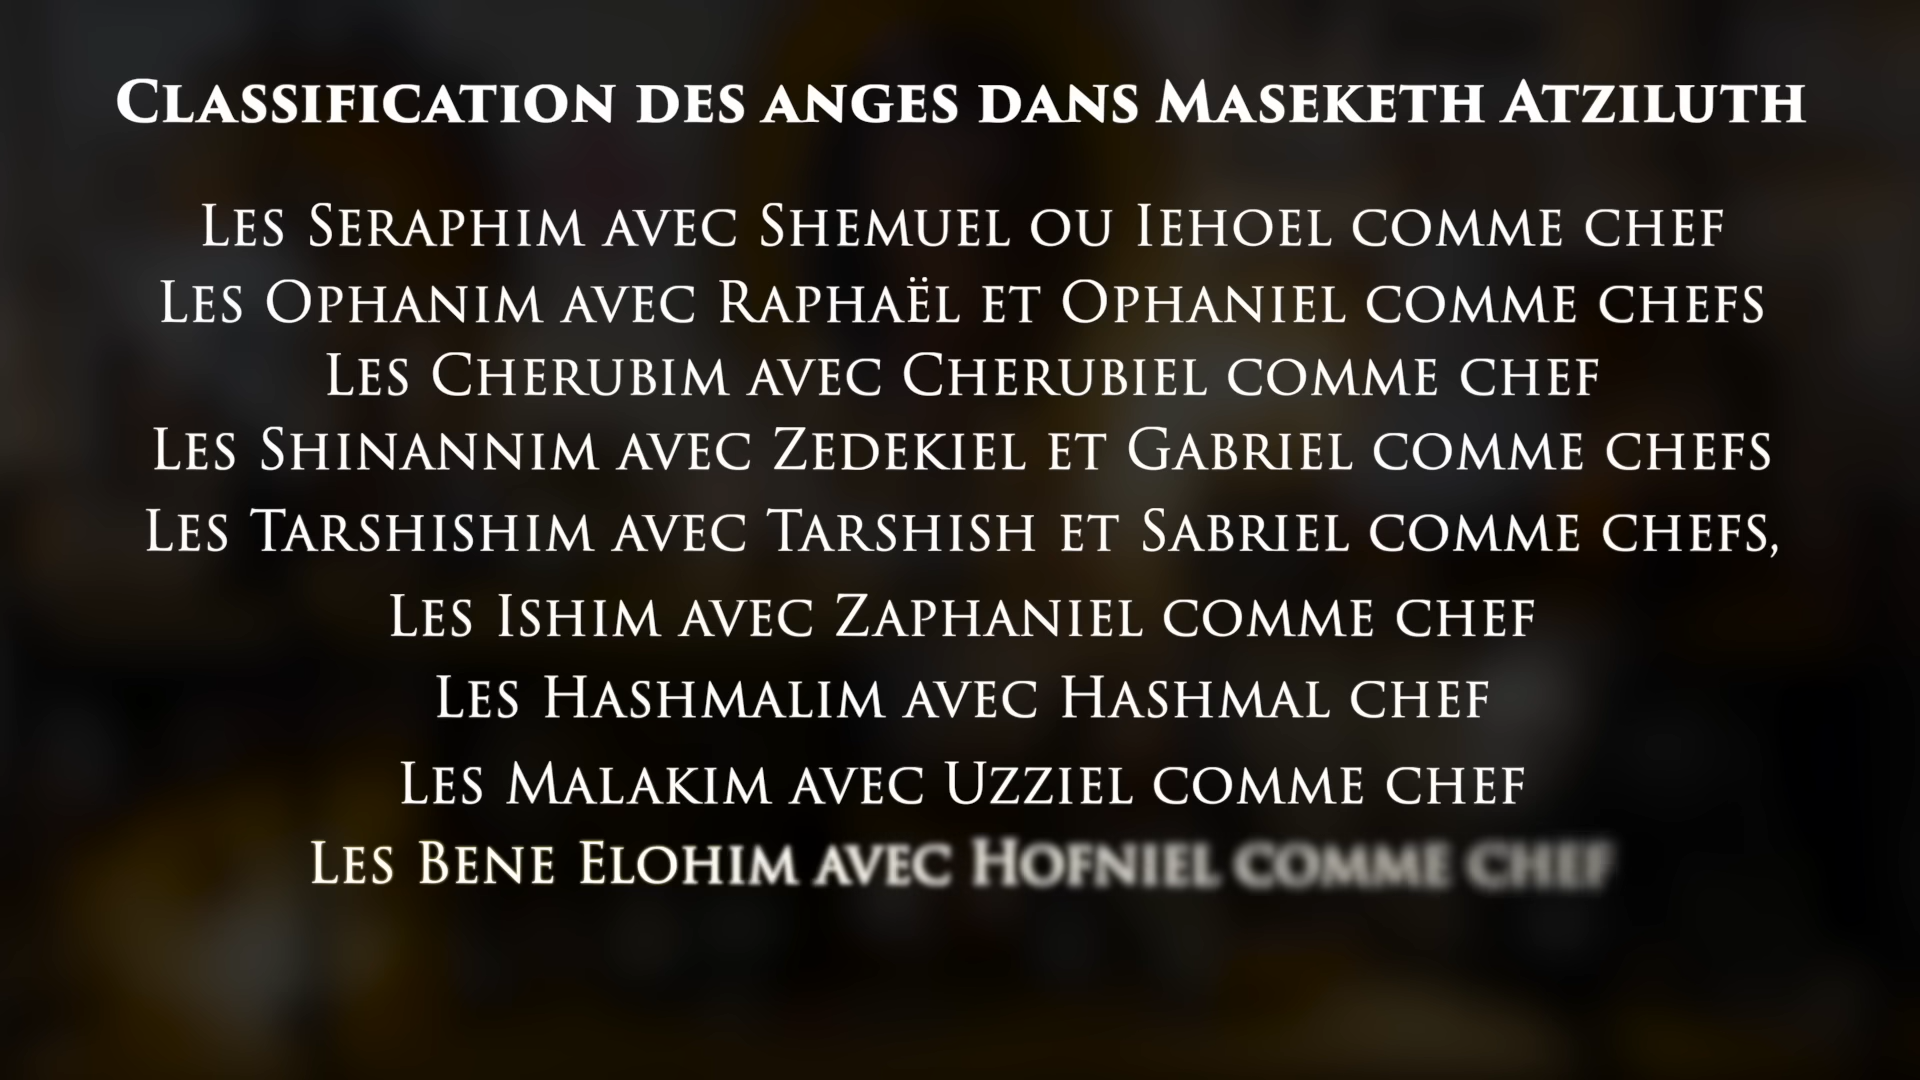 Classification des anges dans Maseketh Atziluth
Les Seraphim avec Shemuel ou Iehoel comme chef
Les Ophanim avec Raphaël et Ophaniel comme chefs
Les Cherubim avec Cherubiel comme chef
Les Shinannim avec Zedekiel et Gabriel comme chefs
Les Tarshishim avec Tarshish et Sabriel comme chefs,
Les Ishim avec Zaphaniel comme chef
Les Hashmalim avec Hashmal chef
Les Malakim avec Uzziel comme chef
Les Bene Elohim avec Hofniel comme chef